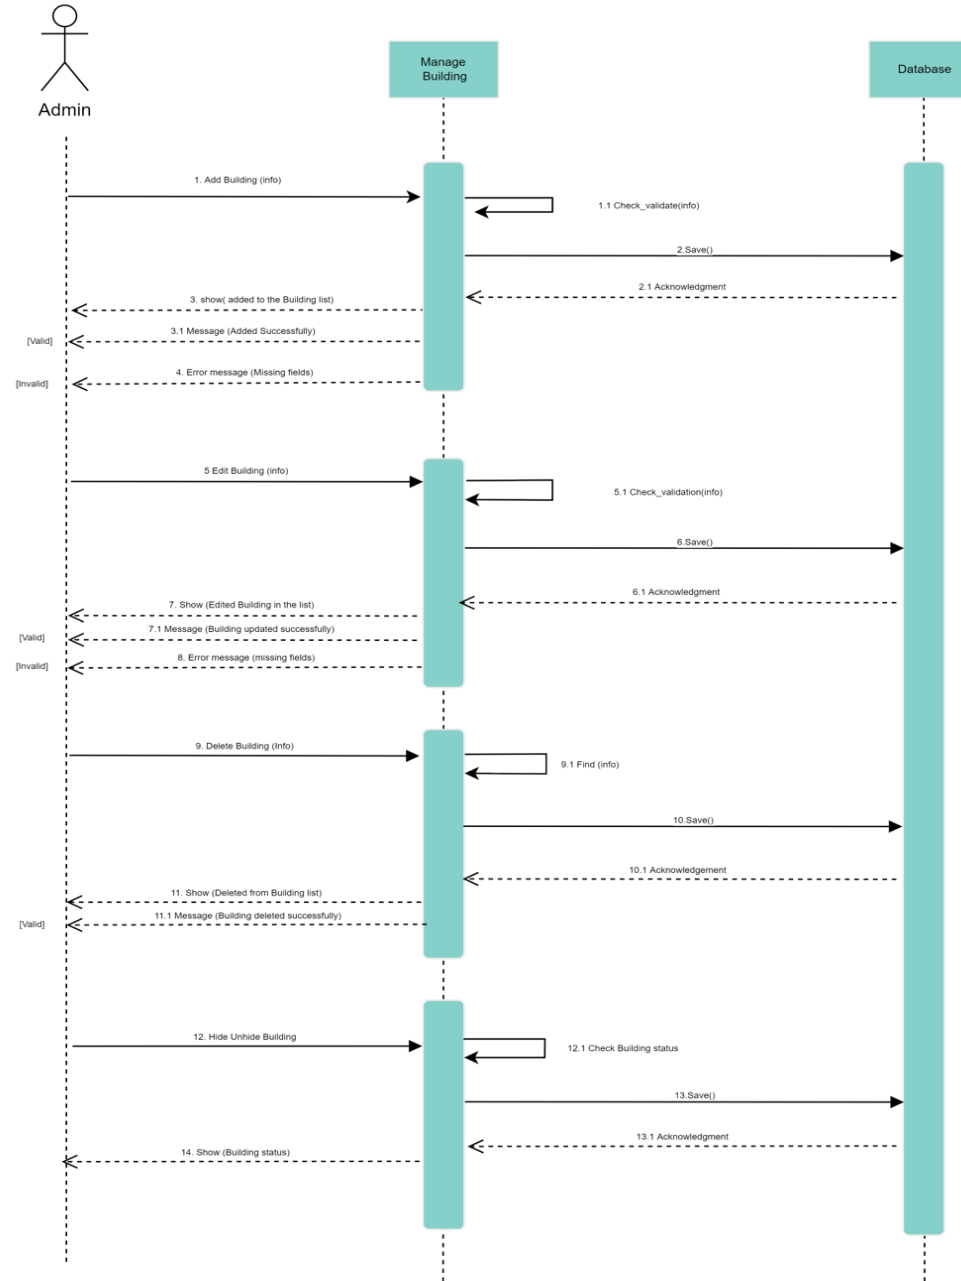 Admin
Manage
Building
Database
1. Add Building (info)
1.1 Check_validate(info)
2.Save()
2.1 Acknowledgment
3. show( added to the Building list)
3.1 Message (Added Successfully)
[Valid]
4. Error message (Missing fields)
[Invalid]
5 Edit Building (info)
5.1 Check_validation(info)
6.Save()
6.1 Acknowledgment
7. Show (Edited Building in the list)
7.1 Message (Building updated successfully)
[Valid]
8. Error message (missing fields)
[Invalid]
9. Delete Building (Info)
9.1 Find (info)
10.Save()
10.1 Acknowledgement
11. Show (Deleted from Building list)
11.1 Message (Building deleted successfully)
[Valid]
12. Hide Unhide Building
12.1 Check Building status
13.Save()
13.1 Acknowledgment
14. Show (Building status)